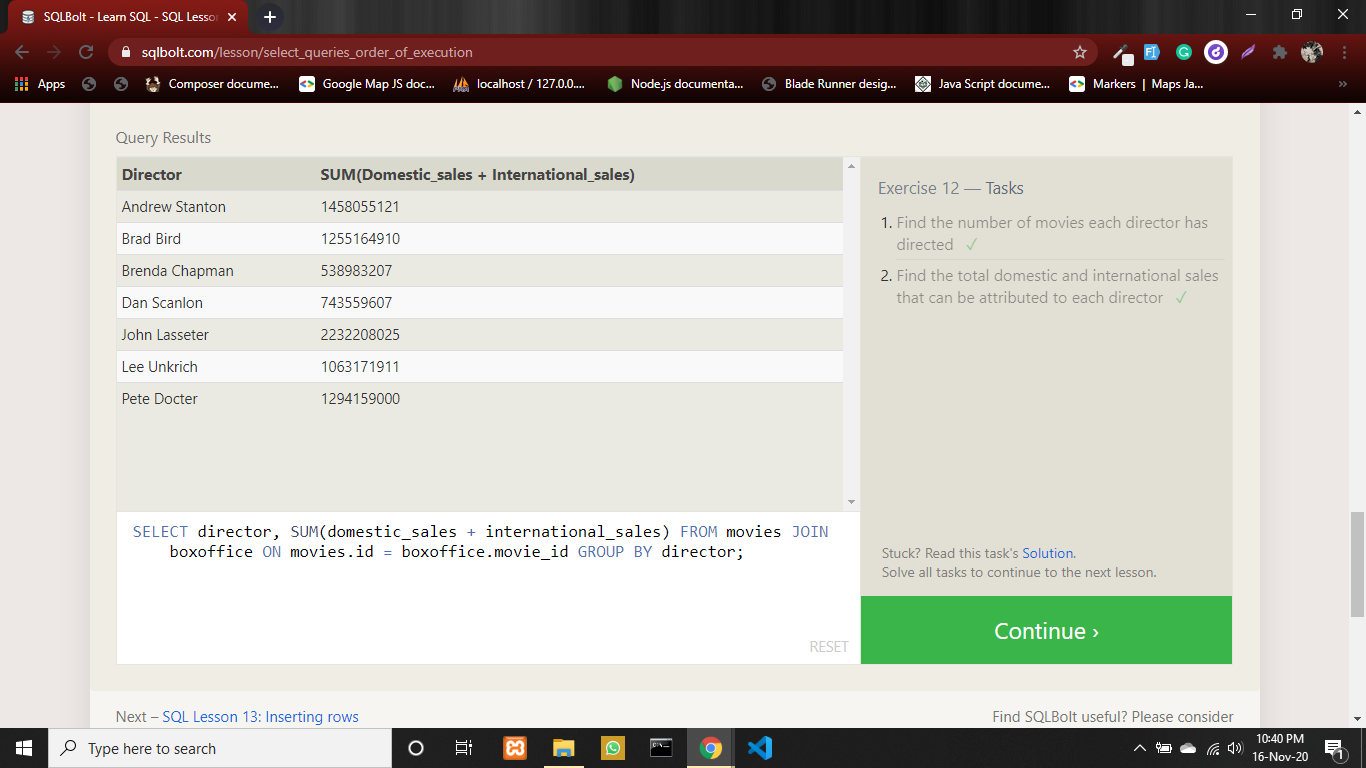 SQLBolt - Learn SQL - SQL Lesson
sqlbolt.com/lesson/select_queries_order_of_execution
Apps
Composer docume...
Google Map JS doc...
localhost / 127.0.0....
Node.js documenta...
Blade Runner desig...
Java Script docume...
Markers | Maps Ja...
»
Query Results
Director SUM(Domestic_sales + International_sales)
Andrew Stanton 1458055121
Brad Bird 1255164910
Brenda Chapman 538983207
Dan Scanlon 743559607
John Lasseter 2232208025
Lee Unkrich 1063171911
Pete Docter 1294159000
SELECT director, SUM(domestic_sales + international_sales) FROM movies JOIN
boxoffice ON movies.id = boxoffice.movie_id GROUP BY director;
RESET
Exercise 12 — Tasks
1. Find the number of movies each director has
directed ✓
2. Find the total domestic and international sales
that can be attributed to each director ✓
Stuck? Read this task's Solution.
Solve all tasks to continue to the next lesson.
Continue ›
Next – SQL Lesson 13: Inserting rows
Find SQLBolt useful? Please consider
Type here to search
10:40 PM
16-Nov-20
1